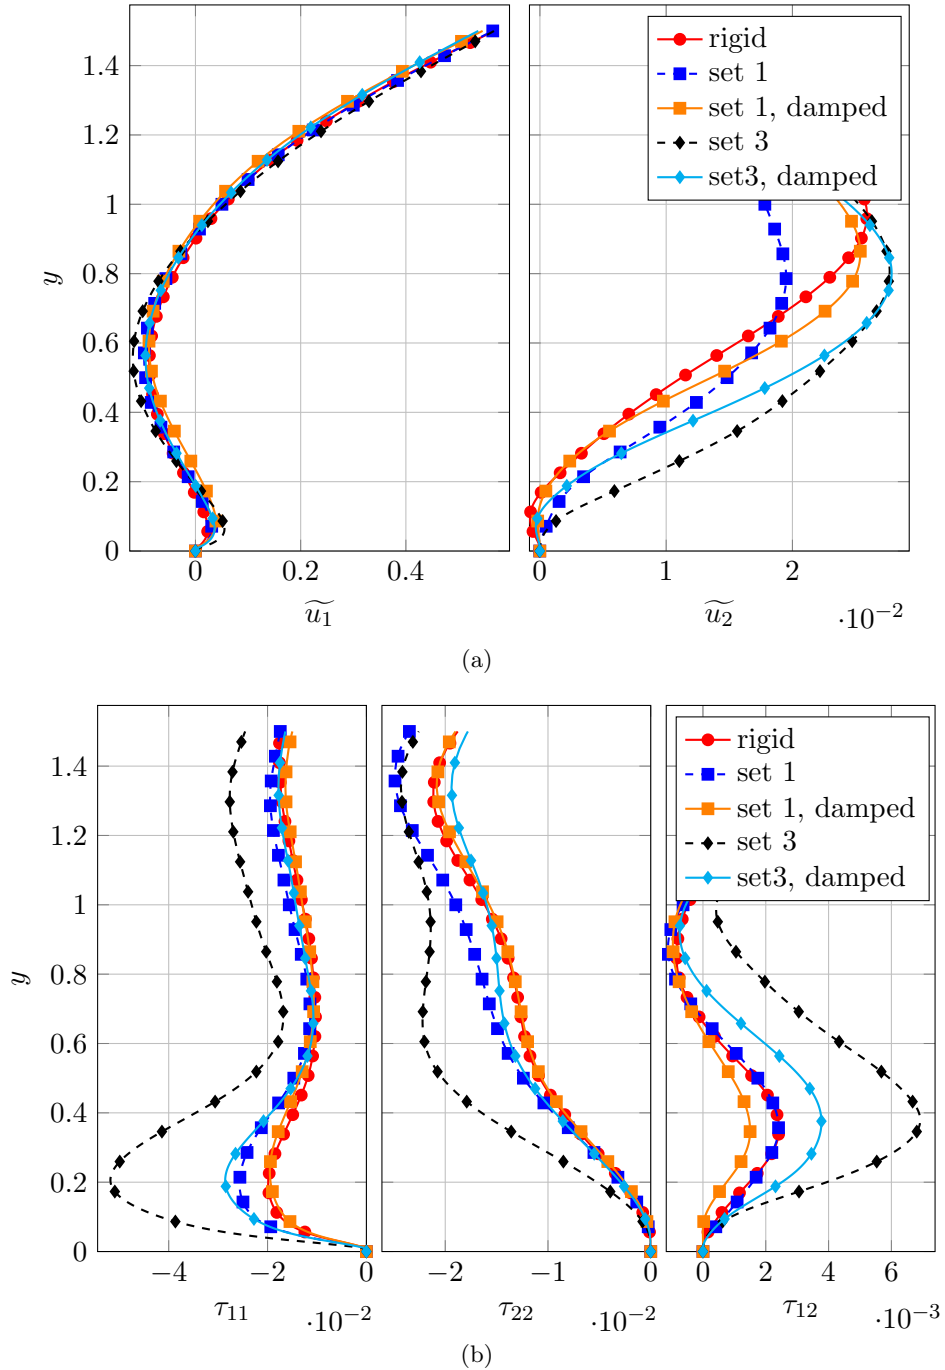 rigid
set 1
set 1, damped
set 3
set3, damped
1.4
1.2
1
0.8
0.6
0.4
0.2
0
y
0 0.2 0.4
0 1 2
u₁~
u₂~
·10⁻²
(a)
rigid
set 1
set 1, damped
set 3
set3, damped
1.4
1.2
1
0.8
0.6
0.4
0.2
0
y
−4 −2 0
−2 −1 0
0 2 4 6
τ₁₁
·10⁻²
τ₂₂
·10⁻²
τ₁₂
·10⁻³
(b)